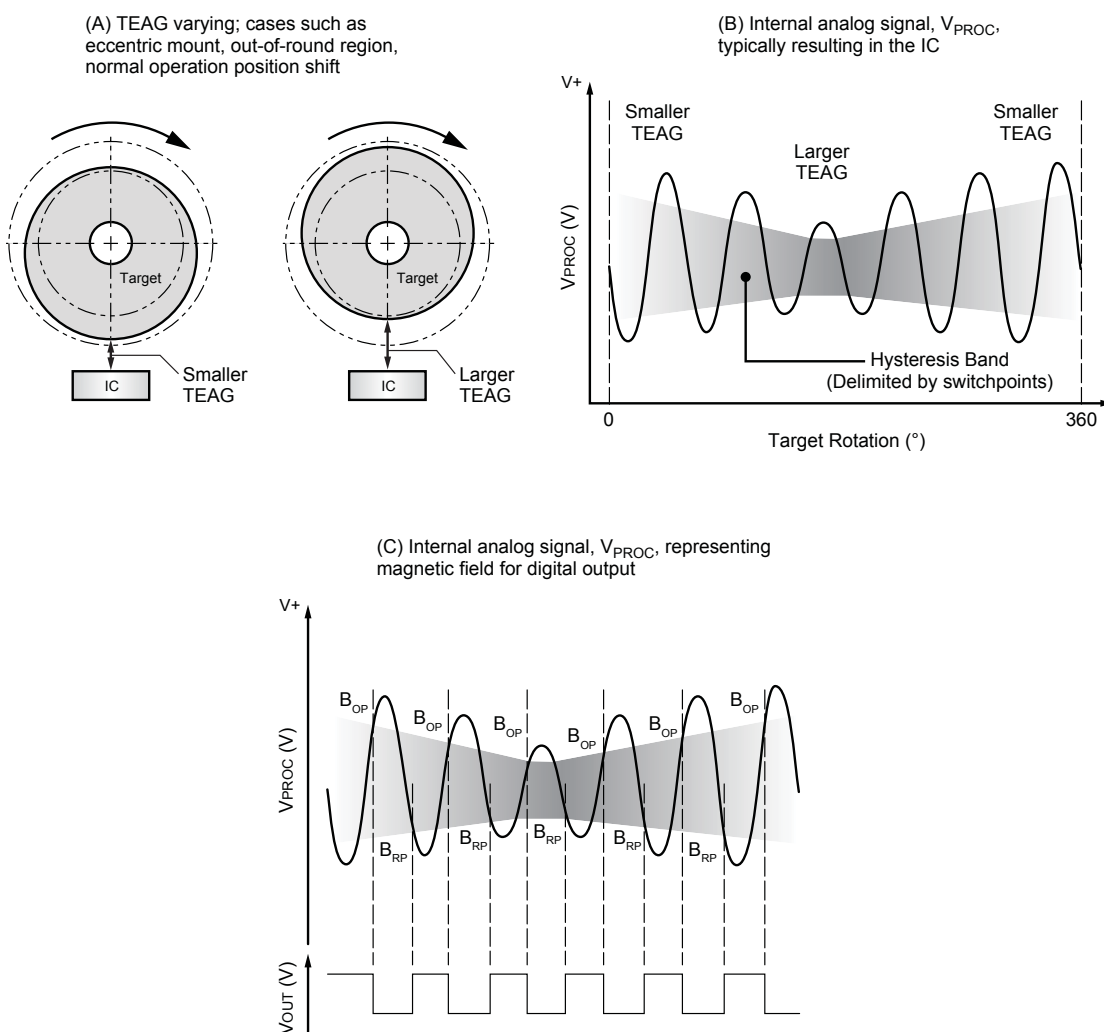 (A) TEAG varying; cases such as
eccentric mount, out-of-round region,
normal operation position shift
Target
Target
IC
Smaller
TEAG
IC
Larger
TEAG
(B) Internal analog signal, VPROC,
typically resulting in the IC
V+
Smaller
TEAG
Larger
TEAG
Smaller
TEAG
VPROC (V)
Hysteresis Band
(Delimited by switchpoints)
0
360
Target Rotation (°)
(C) Internal analog signal, VPROC, representing
magnetic field for digital output
V+
VPROC (V)
BOP
BOP
BOP
BOP
BOP
BOP
BRP
BRP
BRP
BRP
BRP
VOUT (V)